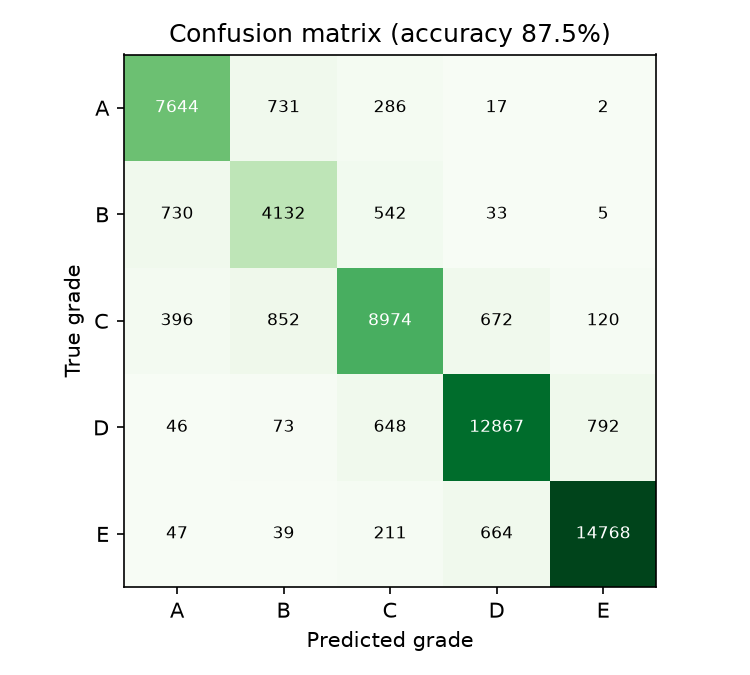 Confusion matrix (accuracy 87.5%)
A 7644 731 286 17 2
B 730 4132 542 33 5
C 396 852 8974 672 120
D 46 73 648 12867 792
E 47 39 211 664 14768
A B C D E
Predicted grade
True grade